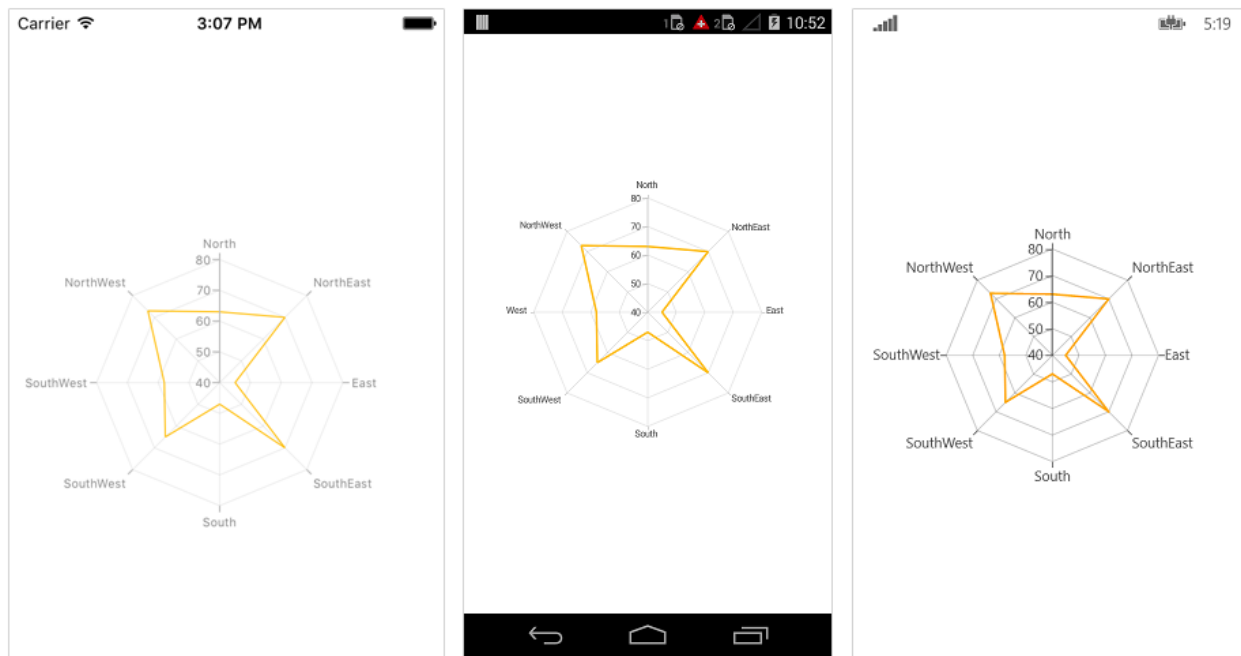 Carrier 3:07 PM
North
80
NorthWest NorthEast
70
60
50
SouthWest 40 East
SouthWest SouthEast
South
1 2 10:52
North
80
NorthWest NorthEast
70
60
50
West 40 East
SouthWest SouthEast
South
5:19
North
80
NorthWest NorthEast
70
60
50
SouthWest 40 East
SouthWest SouthEast
South